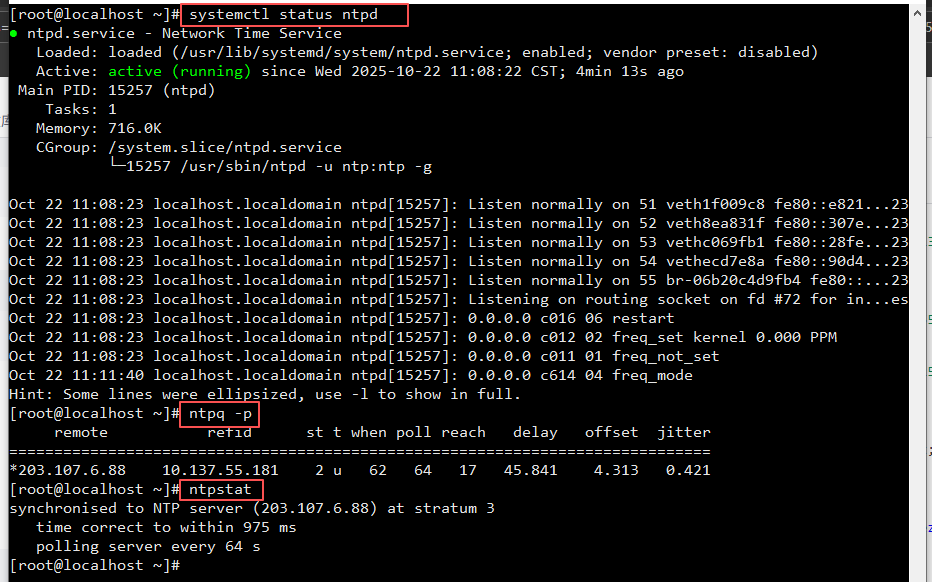 [root@localhost ~]# systemctl status ntpd
● ntpd.service - Network Time Service
   Loaded: loaded (/usr/lib/systemd/system/ntpd.service; enabled; vendor preset: disabled)
   Active: active (running) since Wed 2025-10-22 11:08:22 CST; 4min 13s ago
 Main PID: 15257 (ntpd)
    Tasks: 1
   Memory: 716.0K
   CGroup: /system.slice/ntpd.service
           └─15257 /usr/sbin/ntpd -u ntp:ntp -g

Oct 22 11:08:23 localhost.localdomain ntpd[15257]: Listen normally on 51 veth1f009c8 fe80::e821...23
Oct 22 11:08:23 localhost.localdomain ntpd[15257]: Listen normally on 52 veth8ea831f fe80::307e...23
Oct 22 11:08:23 localhost.localdomain ntpd[15257]: Listen normally on 53 vethc069fb1 fe80::28fe...23
Oct 22 11:08:23 localhost.localdomain ntpd[15257]: Listen normally on 54 vethecd7e8a fe80::90d4...23
Oct 22 11:08:23 localhost.localdomain ntpd[15257]: Listen normally on 55 br-06b20c4d9fb4 fe80::...23
Oct 22 11:08:23 localhost.localdomain ntpd[15257]: Listening on routing socket on fd #72 for in...es
Oct 22 11:08:23 localhost.localdomain ntpd[15257]: 0.0.0.0 c016 06 restart
Oct 22 11:08:23 localhost.localdomain ntpd[15257]: 0.0.0.0 c012 02 freq_set kernel 0.000 PPM
Oct 22 11:08:23 localhost.localdomain ntpd[15257]: 0.0.0.0 c011 01 freq_not_set
Oct 22 11:11:40 localhost.localdomain ntpd[15257]: 0.0.0.0 c614 04 freq_mode
Hint: Some lines were ellipsized, use -l to show in full.
[root@localhost ~]# ntpq -p
     remote           refid      st t when poll reach   delay   offset  jitter
==============================================================================
*203.107.6.88    10.137.55.181    2 u   62   64   17   45.841    4.313   0.421
[root@localhost ~]# ntpstat
synchronised to NTP server (203.107.6.88) at stratum 3
   time correct to within 975 ms
   polling server every 64 s
[root@localhost ~]#